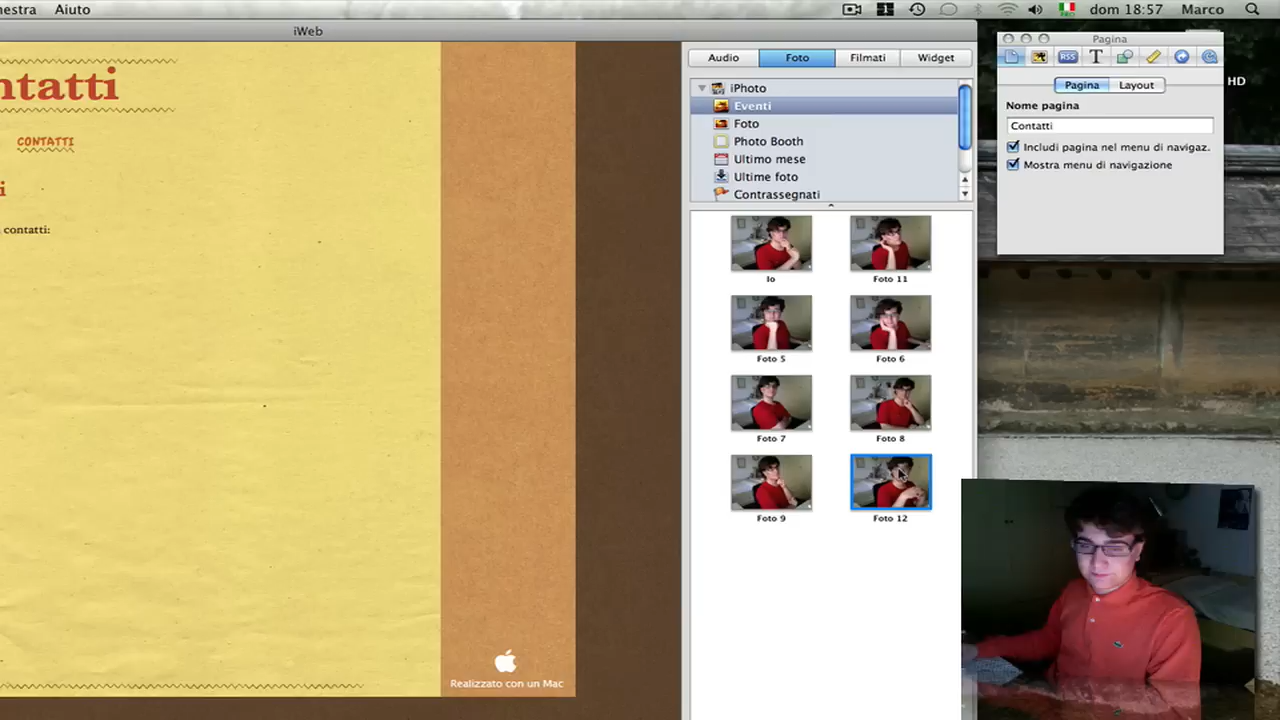 nestra Aiuto dom 18:57 Marco
iWeb
ntatti
CONTATTI
i
contatti:
Realizzato con un Mac
Audio Foto Filmati Widget
iPhoto
Eventi
Foto
Photo Booth
Ultimo mese
Ultime foto
Contrassegnati
Io Foto 11
Foto 5 Foto 6
Foto 7 Foto 8
Foto 9 Foto 12
Pagina
RSS T
Pagina Layout
Nome pagina
Contatti
Includi pagina nel menu di navigaz.
Mostra menu di navigazione
HD